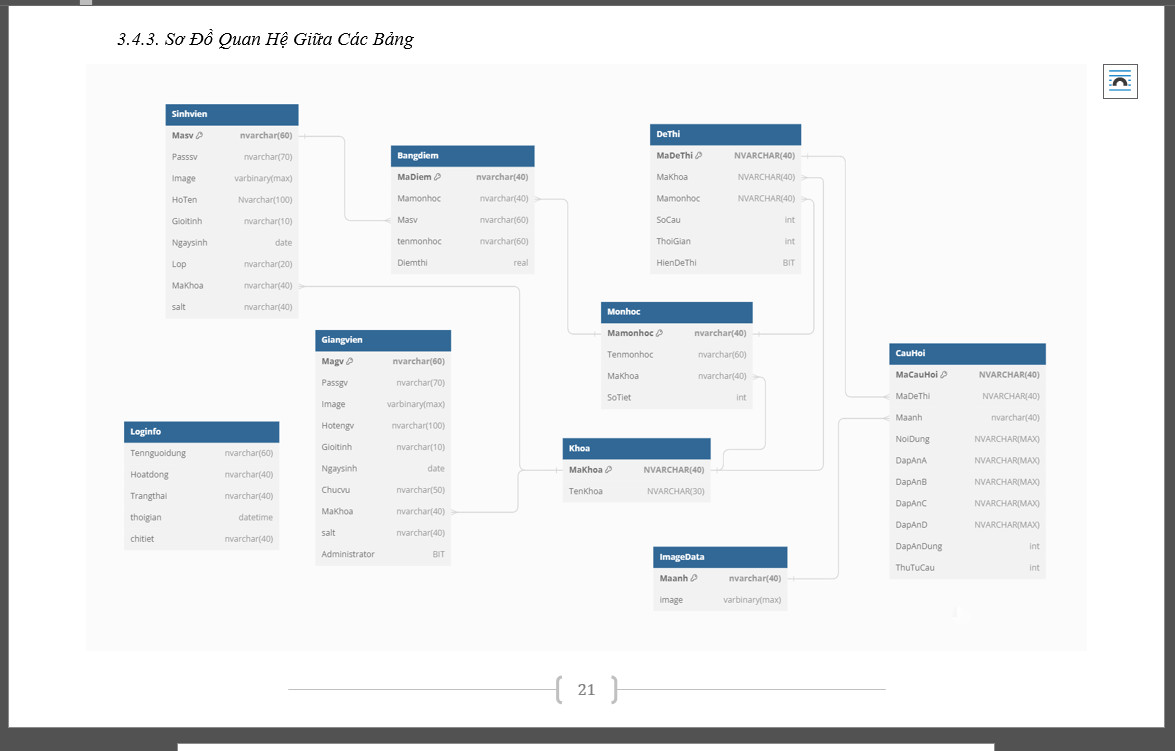 3.4.3. Sơ Đồ Quan Hệ Giữa Các Bảng
Sinhvien
Masv nvarchar(60)
Passsv nvarchar(70)
Image varbinary(max)
HoTen Nvarchar(100)
Gioitinh nvarchar(10)
Ngaysinh date
Lop nvarchar(20)
MaKhoa nvarchar(40)
salt nvarchar(40)
Bangdiem
MaDiem nvarchar(40)
Mamonhoc nvarchar(40)
Masv nvarchar(60)
tenmonhoc nvarchar(60)
Diemthi real
DeThi
MaDeThi NVARCHAR(40)
MaKhoa NVARCHAR(40)
Mamonhoc NVARCHAR(40)
SoCau int
ThoiGian int
HienDeThi BIT
Giangvien
Magv nvarchar(60)
Passgv nvarchar(70)
Image varbinary(max)
Hotengv nvarchar(100)
Gioitinh nvarchar(10)
Ngaysinh date
Chucvu nvarchar(50)
MaKhoa nvarchar(40)
salt nvarchar(40)
Administrator BIT
Monhoc
Mamonhoc nvarchar(40)
Tenmonhoc nvarchar(60)
MaKhoa nvarchar(40)
SoTiet int
CauHoi
MaCauHoi NVARCHAR(40)
MaDeThi NVARCHAR(40)
Maanh nvarchar(40)
NoiDung NVARCHAR(MAX)
DapAnA NVARCHAR(MAX)
DapAnB NVARCHAR(MAX)
DapAnC NVARCHAR(MAX)
DapAnD NVARCHAR(MAX)
DapAnDung int
ThuTuCau int
Loginfo
Tennguoidung nvarchar(60)
Hoatdong nvarchar(40)
Trangthai nvarchar(40)
thoigian datetime
chitiet nvarchar(40)
Khoa
MaKhoa NVARCHAR(40)
TenKhoa NVARCHAR(30)
ImageData
Maanh nvarchar(40)
image varbinary(max)
21